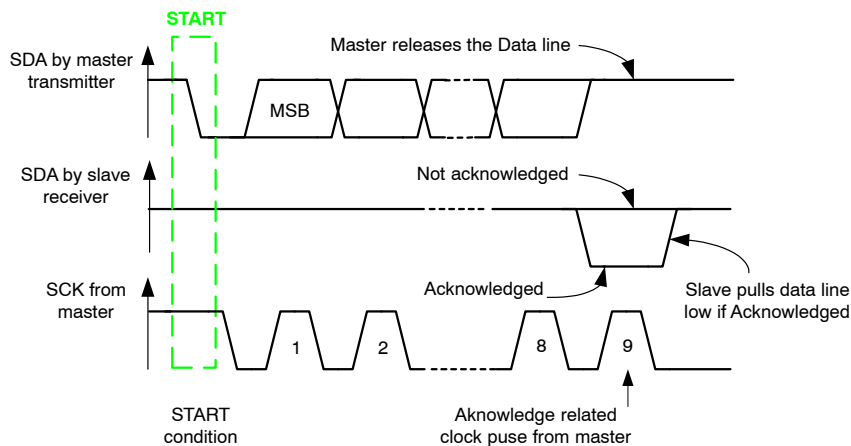 START
Master releases the Data line
SDA by master
transmitter
MSB
SDA by slave
receiver
Not acknowledged
SCK from
master
Acknowledged
Slave pulls data line
low if Acknowledged
1
2
8
9
START
condition
Aknowledge related
clock puse from master